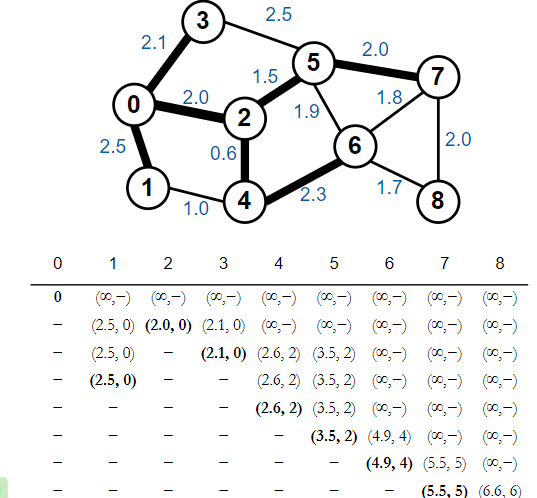 3
2.5
2.1
5
2.0
7
1.5
0
2.0
2
1.9
1.8
2.5
0.6
6
2.0
1
4
2.3
1.7
8
1.0
0 1 2 3 4 5 6 7 8
0 (∞,−) (∞,−) (∞,−) (∞,−) (∞,−) (∞,−) (∞,−) (∞,−)
− (2.5, 0) (2.0, 0) (2.1, 0) (∞,−) (∞,−) (∞,−) (∞,−) (∞,−)
− (2.5, 0) − (2.1, 0) (2.6, 2) (3.5, 2) (∞,−) (∞,−) (∞,−)
− (2.5, 0) − − (2.6, 2) (3.5, 2) (∞,−) (∞,−) (∞,−)
− − − − (2.6, 2) (3.5, 2) (∞,−) (∞,−) (∞,−)
− − − − − (3.5, 2) (4.9, 4) (∞,−) (∞,−)
− − − − − − (4.9, 4) (5.5, 5) (∞,−)
− − − − − − − (5.5, 5) (6.6, 6)